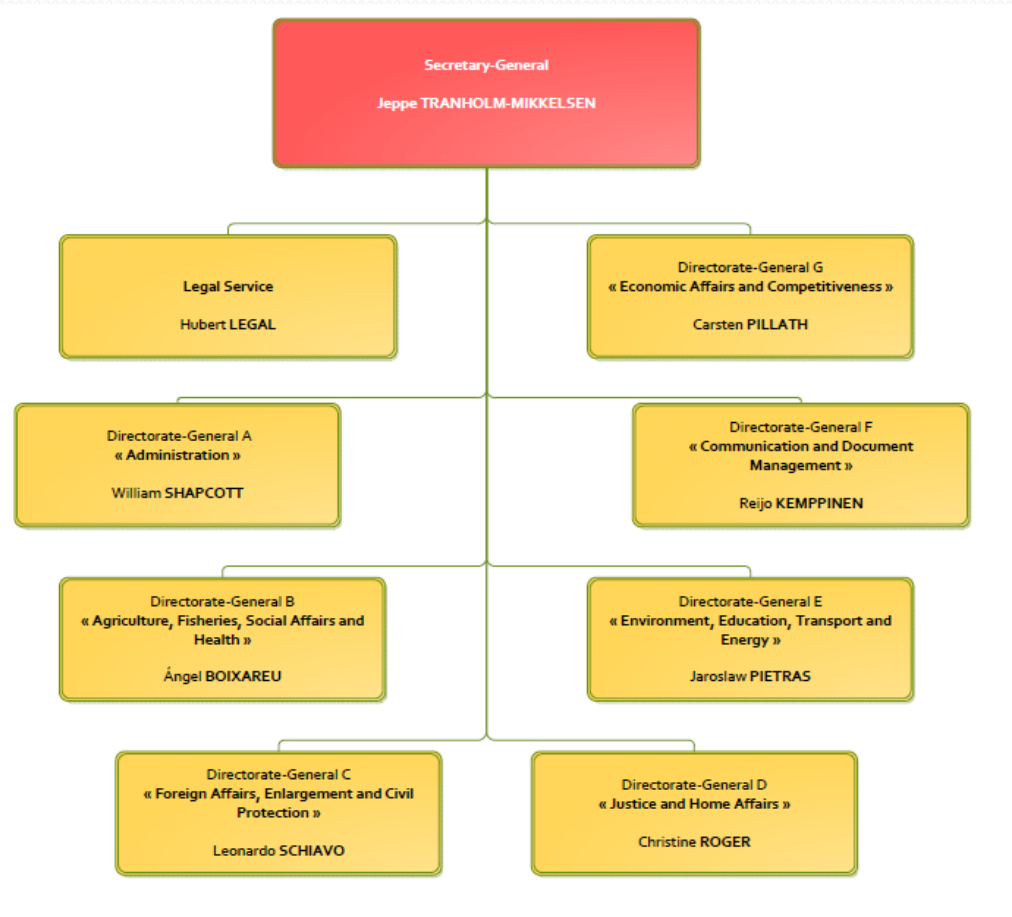 Secretary-General
Jeppe TRANHOLM-MIKKELSEN
Legal Service
Hubert LEGAL
Directorate-General G
« Economic Affairs and Competitiveness »
Carsten PILLATH
Directorate-General A
« Administration »
William SHAPCOTT
Directorate-General F
« Communication and Document
Management »
Reijo KEMPPINEN
Directorate-General B
« Agriculture, Fisheries, Social Affairs and
Health »
Ángel BOIXAREU
Directorate-General E
« Environment, Education, Transport and
Energy »
Jaroslaw PIETRAS
Directorate-General C
« Foreign Affairs, Enlargement and Civil
Protection »
Leonardo SCHIAVO
Directorate-General D
« Justice and Home Affairs »
Christine ROGER